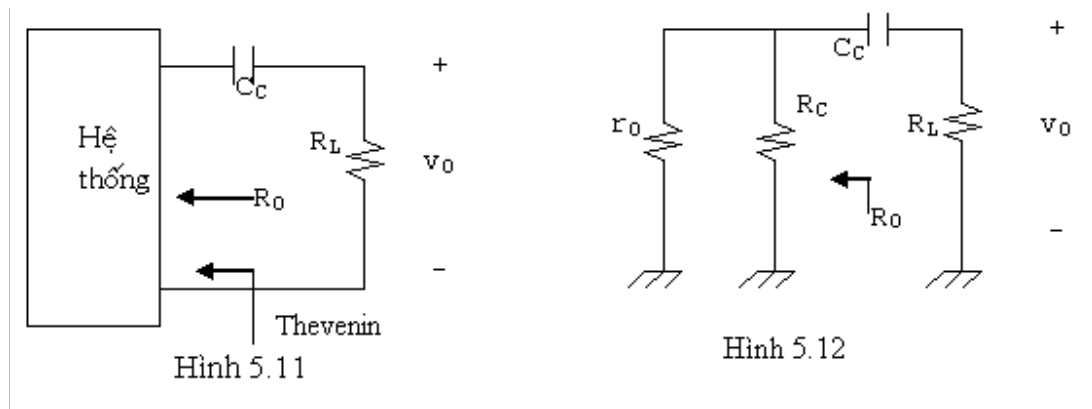 Hệ
thống
C_C
R_L
+
v_0
−
R_0
Thevenin
Hình 5.11
r_0
R_C
C_C
R_L
+
v_0
−
R_0
Hình 5.12